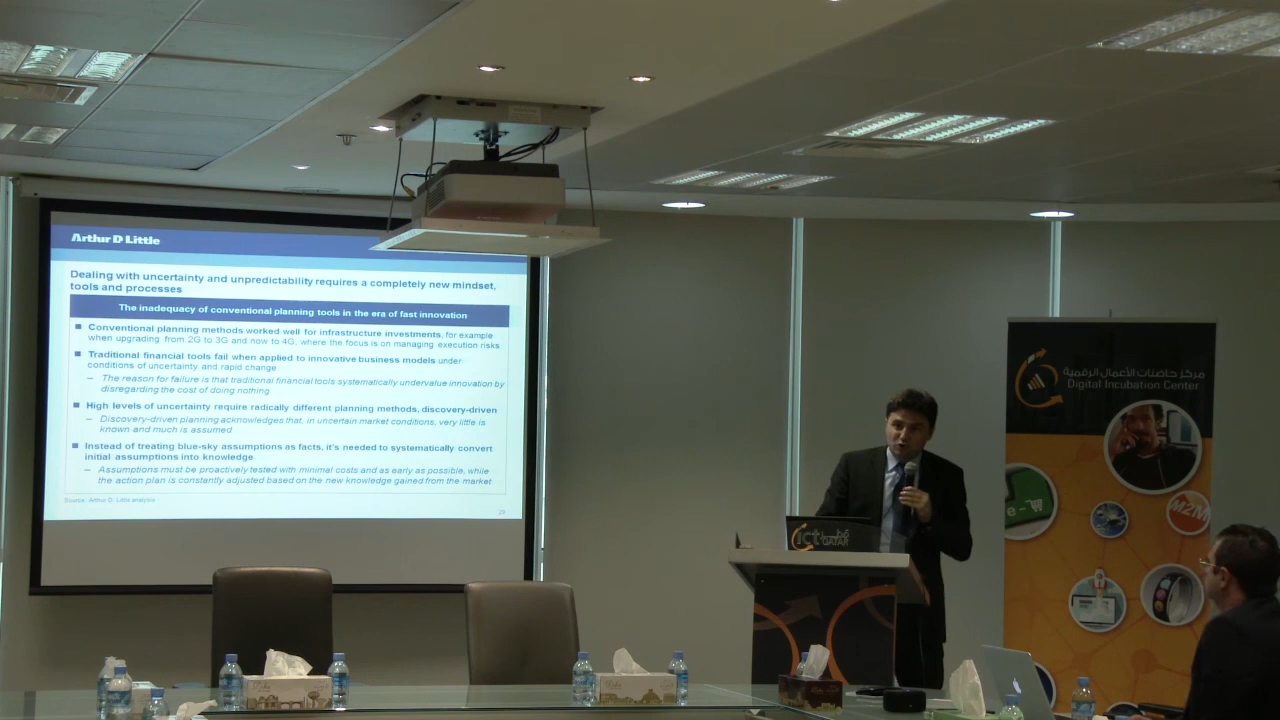 Arthur D Little
Dealing with uncertainty and unpredictability requires a completely new mindset,
tools and processes
The inadequacy of conventional planning tools in the era of fast innovation
Conventional planning methods worked well for infrastructure investments, for example
when upgrading from 2G to 3G and now to 4G, where the focus is on managing execution risks
Traditional financial tools fail when applied to innovative business models under
conditions of uncertainty and rapid change
– The reason for failure is that traditional financial tools systematically undervalue innovation by
disregarding the cost of doing nothing
High levels of uncertainty require radically different planning methods, discovery-driven
– Discovery-driven planning acknowledges that, in uncertain market conditions, very little is
known and much is assumed
Instead of treating blue-sky assumptions as facts, it's needed to systematically convert
initial assumptions into knowledge
– Assumptions must be proactively tested with minimal costs and as early as possible, while
the action plan is constantly adjusted based on the new knowledge gained from the market
Source: Arthur D. Little analysis
29
ict
مركز حاضنات الأعمال الرقمية
Digital Incubation Center
e-
M2M